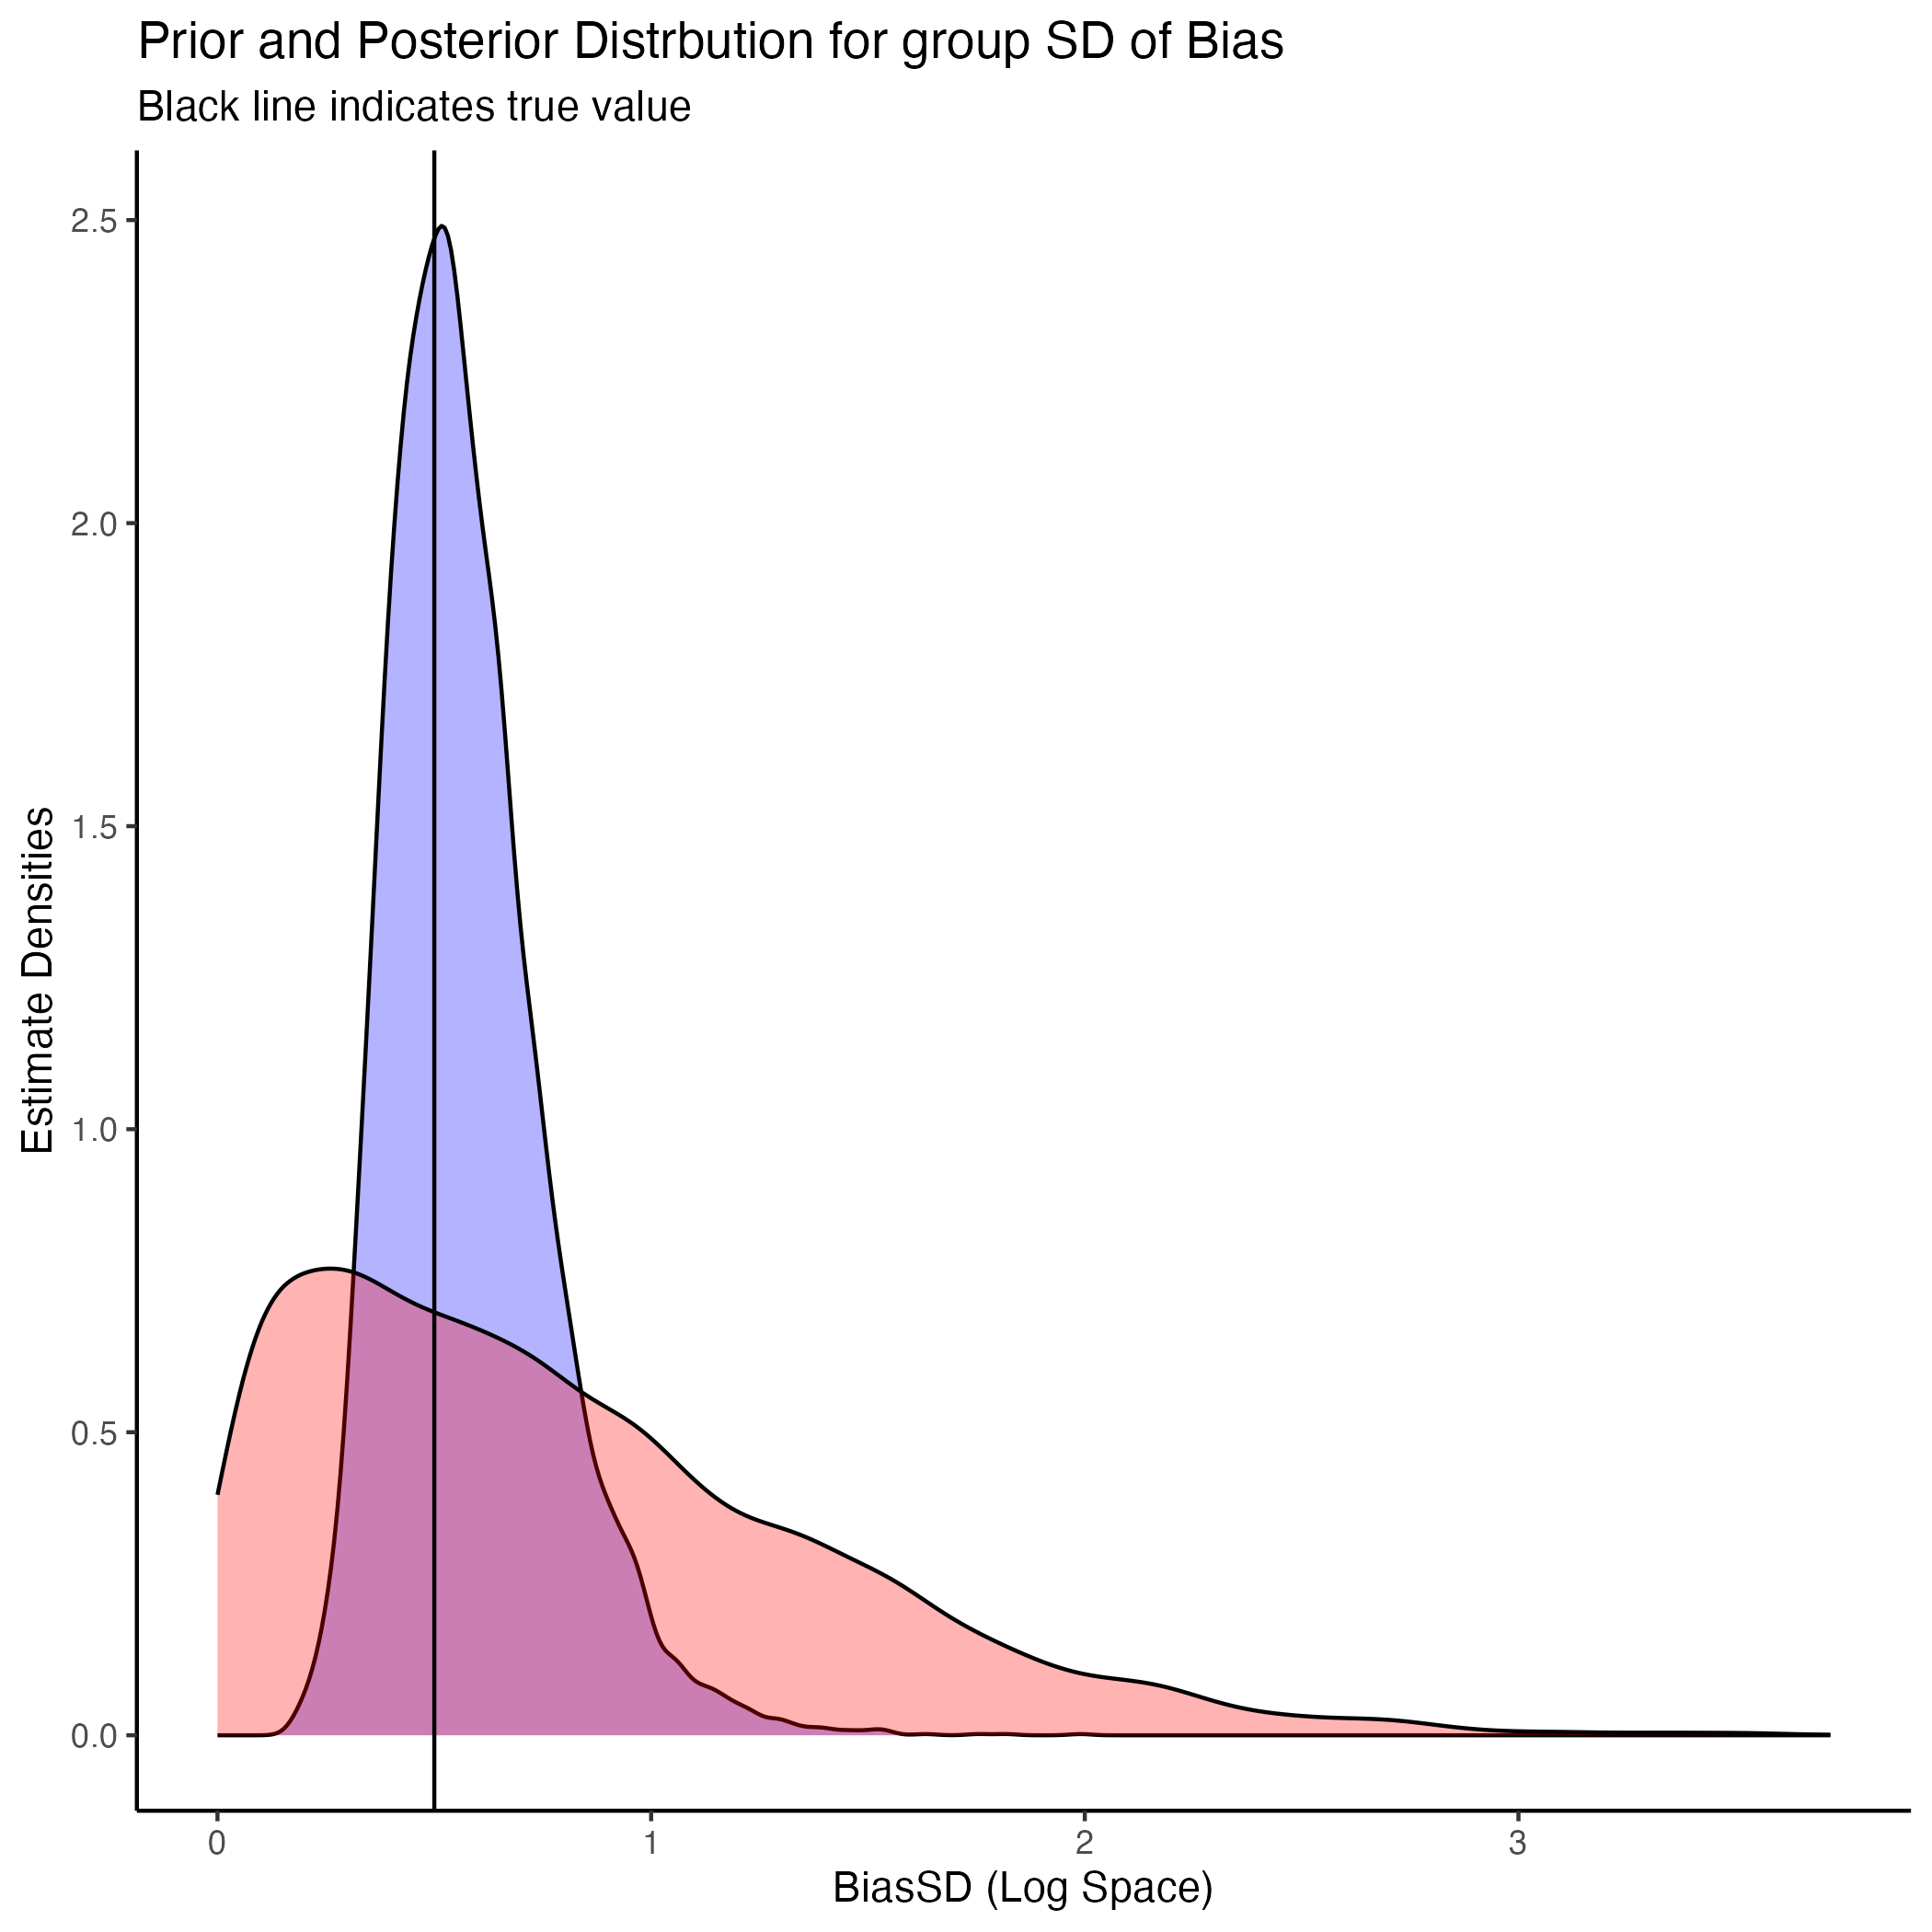 Prior and Posterior Distrbution for group SD of Bias
Black line indicates true value
Estimate Densities
2.5
2.0
1.5
1.0
0.5
0.0
0
1
2
3
BiasSD (Log Space)